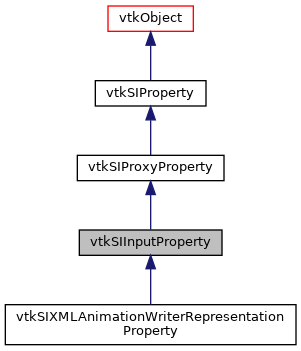 vtkObject
vtkSIProperty
vtkSIProxyProperty
vtkSIInputProperty
vtkSIXMLAnimationWriterRepresentation
Property